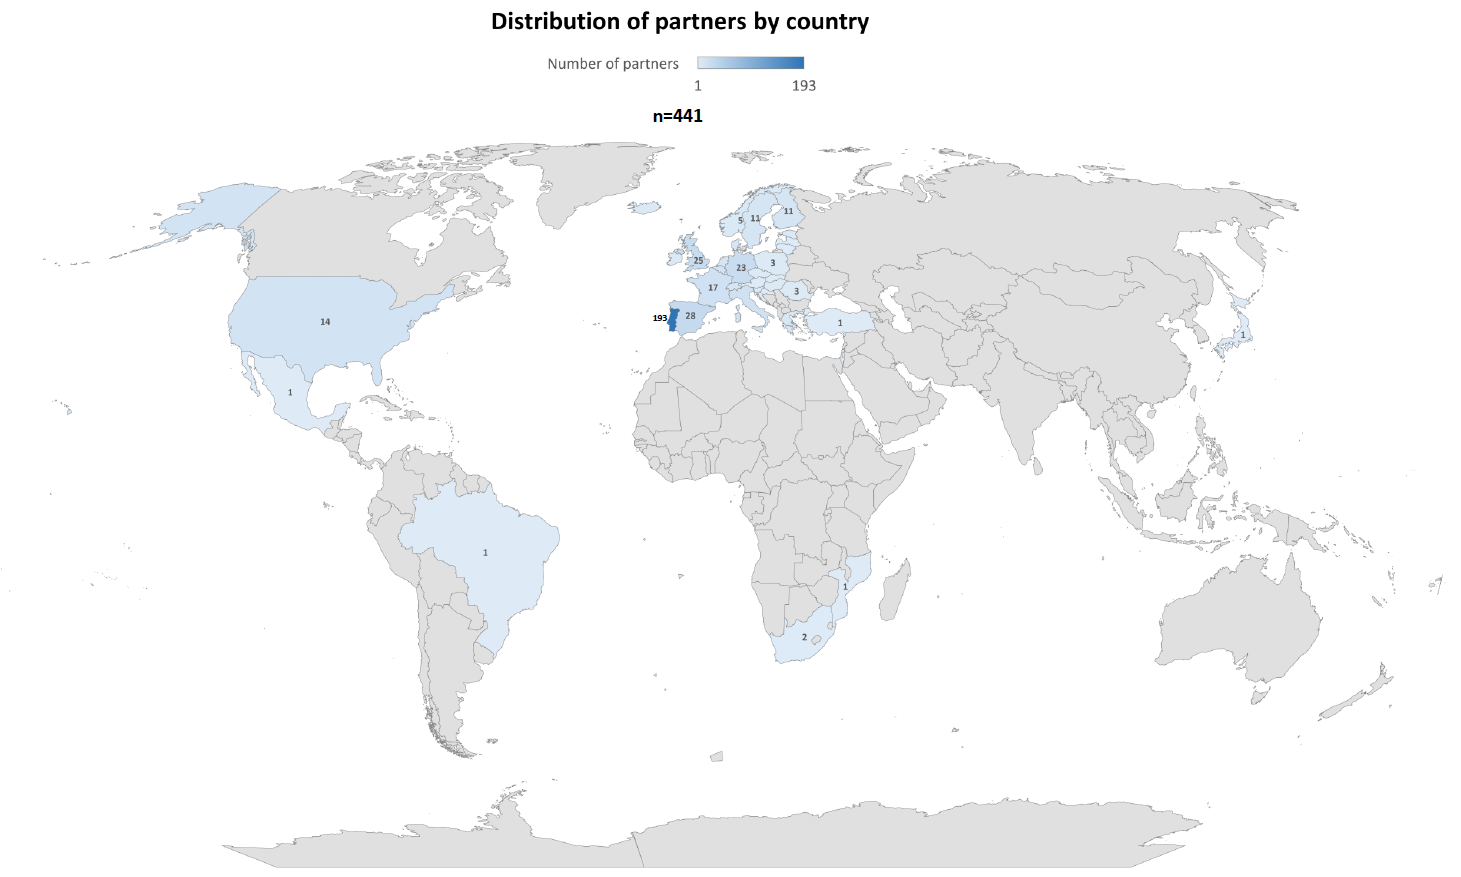 Distribution of partners by country
Number of partners
1 193
n=441
5 11 11
25 23 3
17 3
193 28
14 1 1
1
1
1
2